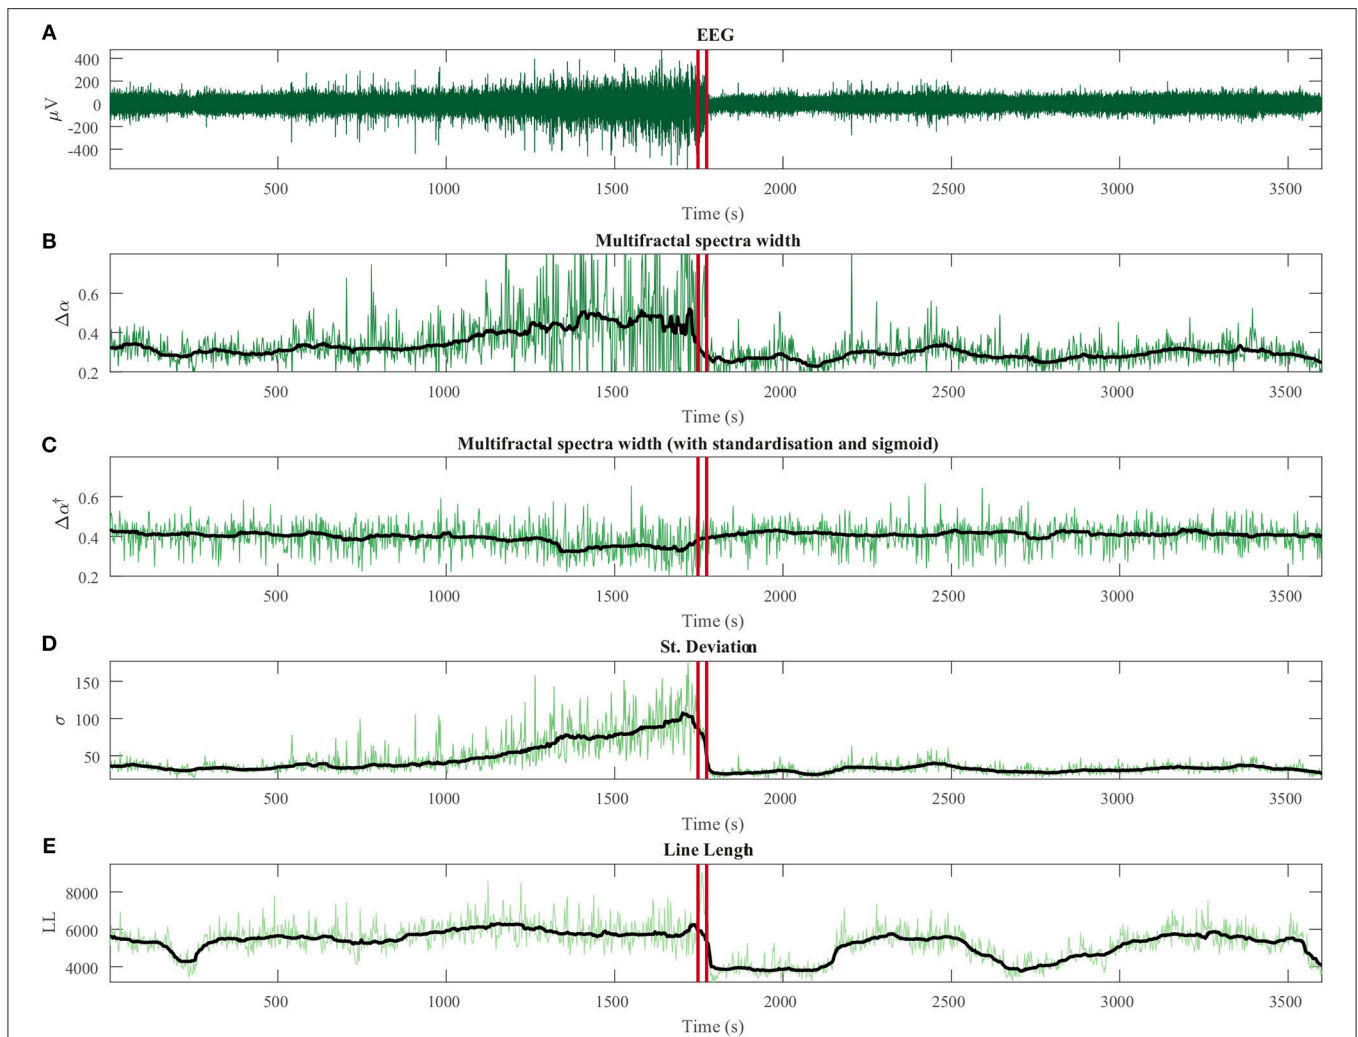 A
EEG
400
200
0
-200
-400
μV
500 1000 1500 2000 2500 3000 3500
Time (s)
B
Multifractal spectra width
0.6
0.4
0.2
Δα
500 1000 1500 2000 2500 3000 3500
Time (s)
C
Multifractal spectra width (with standardisation and sigmoid)
0.6
0.4
0.2
Δα†
500 1000 1500 2000 2500 3000 3500
Time (s)
D
St. Deviation
150
100
50
σ
500 1000 1500 2000 2500 3000 3500
Time (s)
E
Line Length
8000
6000
4000
LL
500 1000 1500 2000 2500 3000 3500
Time (s)